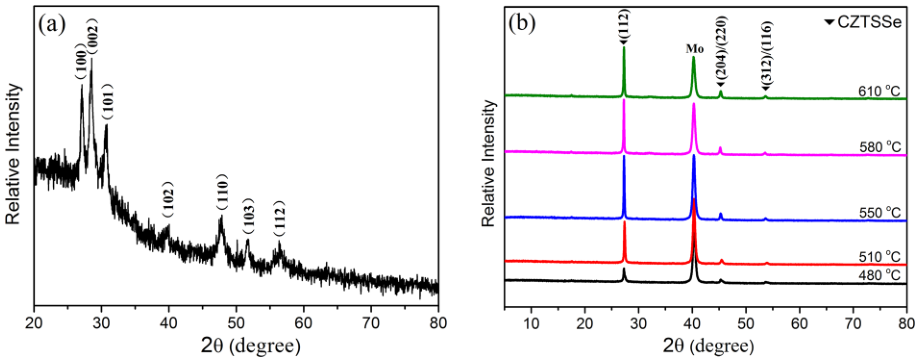 (a)
(100)
(002)
(101)
(102)
(110)
(103)
(112)
Relative Intensity
20 30 40 50 60 70 80
2θ (degree)
(b)
▼CZTSSe
(112)
Mo
(204)/(220)
(312)/(116)
610 °C
580 °C
550 °C
510 °C
480 °C
Relative Intensity
10 20 30 40 50 60 70 80
2θ (degree)